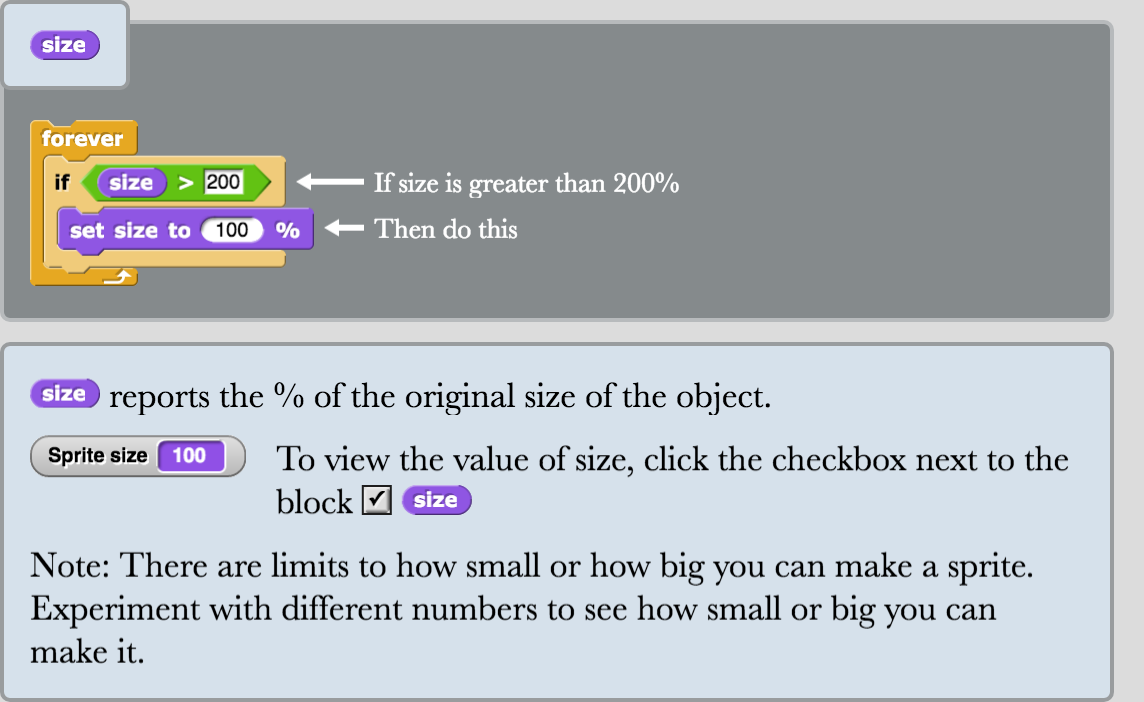 size
forever
if size > 200
If size is greater than 200%
set size to 100 %
Then do this
size reports the % of the original size of the object.
Sprite size 100
To view the value of size, click the checkbox next to the
block size
Note: There are limits to how small or how big you can make a sprite.
Experiment with different numbers to see how small or big you can
make it.